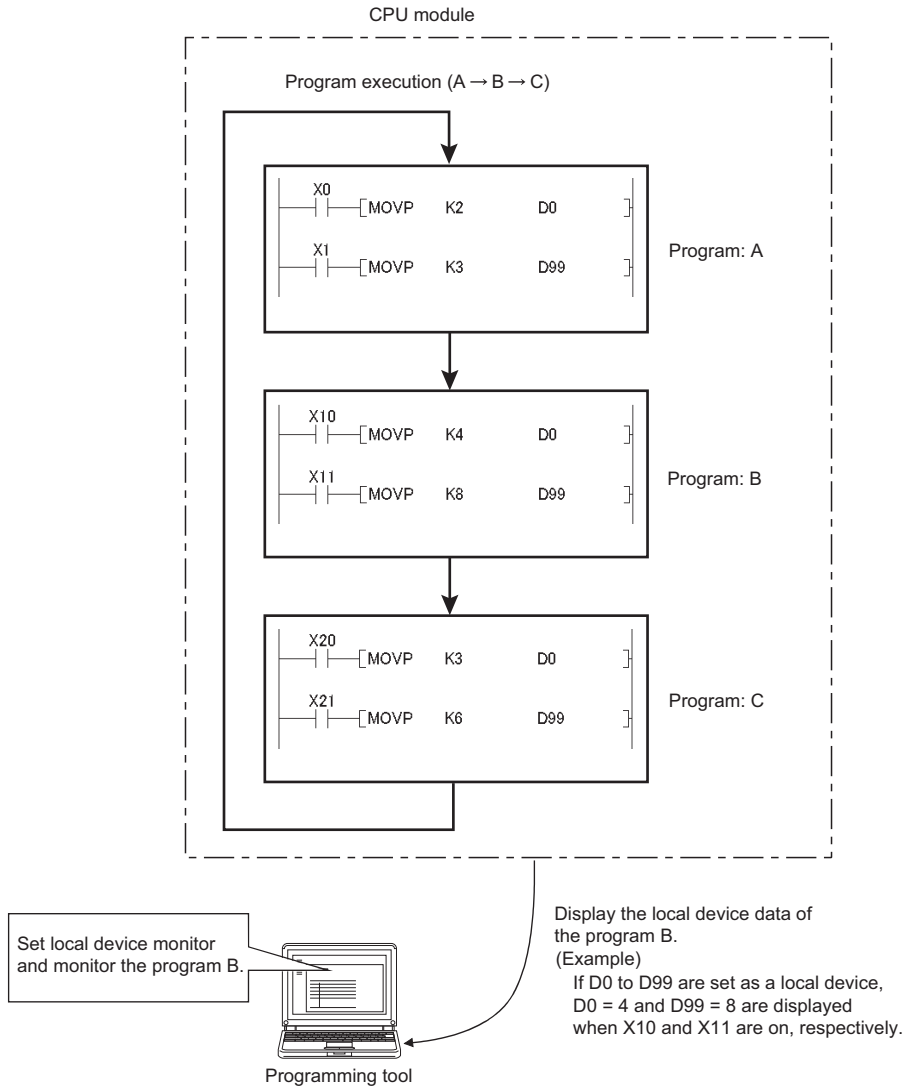 CPU module
Program execution (A → B → C)
X0
[MOVP K2 D0 ]
X1
[MOVP K3 D99 ]
Program: A
X10
[MOVP K4 D0 ]
X11
[MOVP K8 D99 ]
Program: B
X20
[MOVP K3 D0 ]
X21
[MOVP K6 D99 ]
Program: C
Set local device monitor
and monitor the program B.
Programming tool
Display the local device data of
the program B.
(Example)
If D0 to D99 are set as a local device,
D0 = 4 and D99 = 8 are displayed
when X10 and X11 are on, respectively.